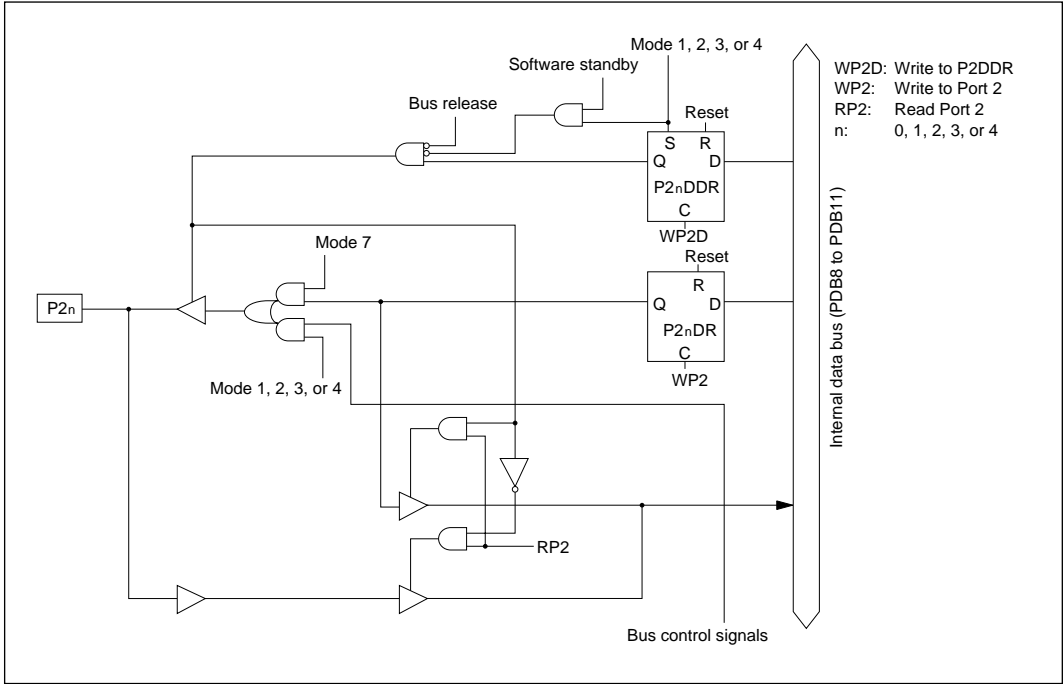 Mode 1, 2, 3, or 4
Software standby
Bus release
Reset
S R
Q D
P2nDDR
C
WP2D
WP2D: Write to P2DDR
WP2: Write to Port 2
RP2: Read Port 2
n: 0, 1, 2, 3, or 4
Mode 7
Reset
R
Q D
P2nDR
C
WP2
P2n
Mode 1, 2, 3, or 4
Internal data bus (PDB8 to PDB11)
RP2
Bus control signals